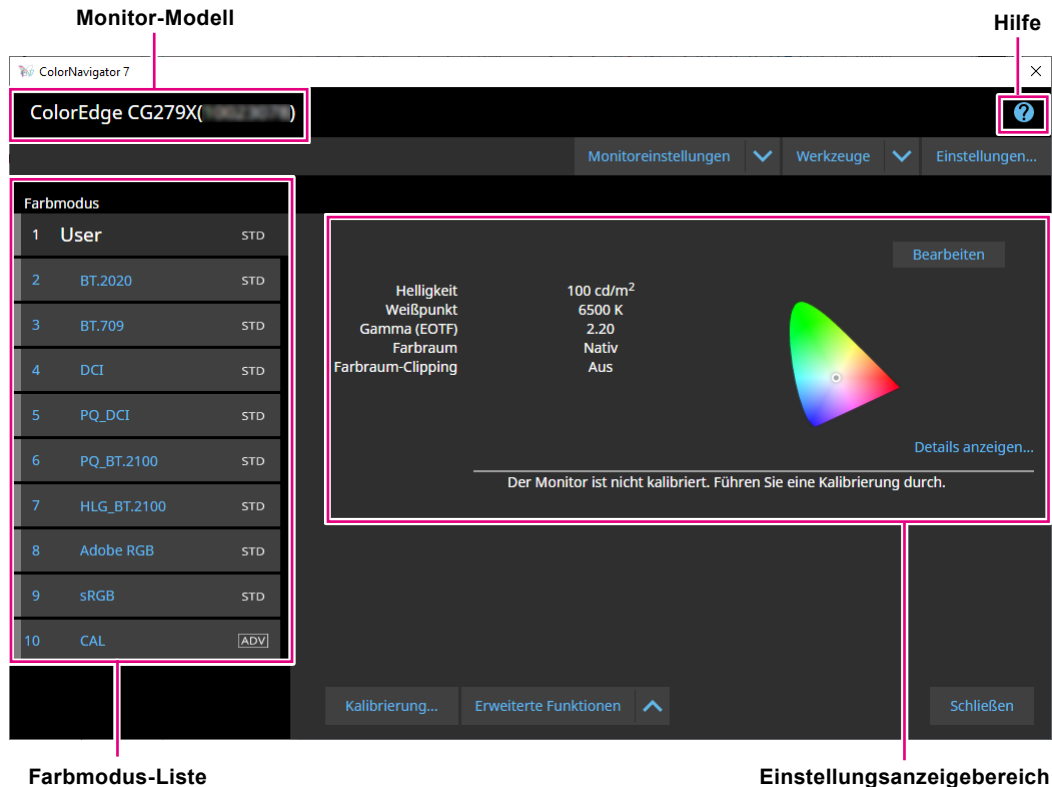 Monitor-Modell
Hilfe
ColorNavigator 7
ColorEdge CG279X( )
Monitoreinstellungen Werkzeuge Einstellungen...
Farbmodus
1 User STD
2 BT.2020 STD
3 BT.709 STD
4 DCI STD
5 PQ_DCI STD
6 PQ_BT.2100 STD
7 HLG_BT.2100 STD
8 Adobe RGB STD
9 sRGB STD
10 CAL ADV
Bearbeiten
Helligkeit 100 cd/m²
Weißpunkt 6500 K
Gamma (EOTF) 2.20
Farbraum Nativ
Farbraum-Clipping Aus
Details anzeigen...
Der Monitor ist nicht kalibriert. Führen Sie eine Kalibrierung durch.
Kalibrierung... Erweiterte Funktionen Schließen
Farbmodus-Liste
Einstellungsanzeigebereich